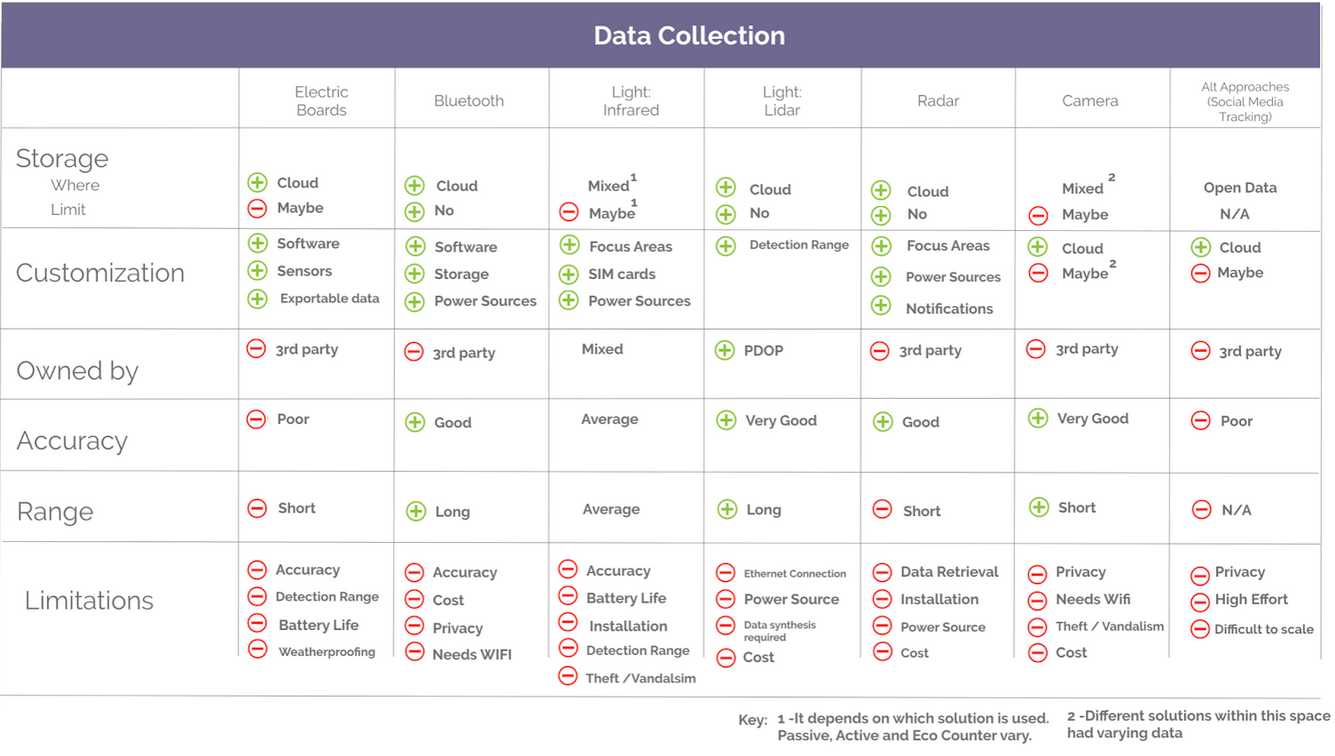 Data Collection
Electric
Boards
Bluetooth
Light:
Infrared
Light:
Lidar
Radar
Camera
Alt Approaches
(Social Media
Tracking)
Storage
Where
Limit
Cloud
Maybe
Cloud
No
Mixed1
Maybe1
Cloud
No
Cloud
No
Mixed 2
Maybe
Open Data
N/A
Customization
Software
Sensors
Exportable data
Software
Storage
Power Sources
Focus Areas
SIM cards
Power Sources
Detection Range
Focus Areas
Power Sources
Notifications
Cloud
Maybe2
Cloud
Maybe
Owned by
3rd party
3rd party
Mixed
PDOP
3rd party
3rd party
3rd party
Accuracy
Poor
Good
Average
Very Good
Good
Very Good
Poor
Range
Short
Long
Average
Long
Short
Short
N/A
Limitations
Accuracy
Detection Range
Battery Life
Weatherproofing
Accuracy
Cost
Privacy
Needs WIFI
Accuracy
Battery Life
Installation
Detection Range
Theft /Vandalsim
Ethernet Connection
Power Source
Data synthesis
required
Cost
Data Retrieval
Installation
Power Source
Cost
Privacy
Needs Wifi
Theft / Vandalism
Cost
Privacy
High Effort
Difficult to scale
Key: 1 -It depends on which solution is used.
Passive, Active and Eco Counter vary.
2 -Different solutions within this space
had varying data